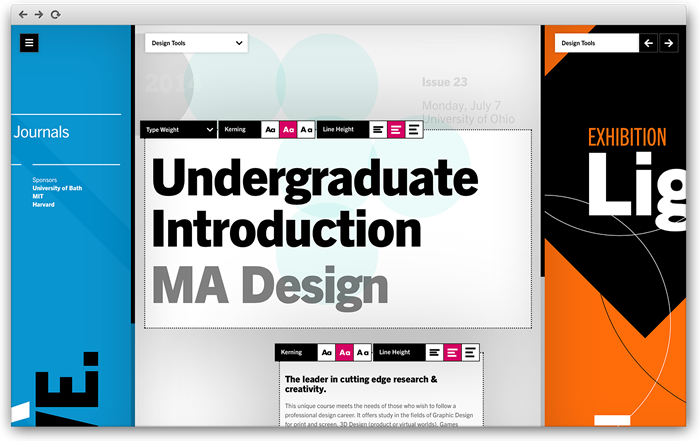 Design Tools
Design Tools
2014
Issue 23
Monday, July 7
University of Ohio
Journals
Sponsors
University of Bath
MIT
Harvard
Type Weight
Kerning
Aa
Aa
Aa
Line Height
Undergraduate
Introduction
MA Design
EXHIBITION
Lig
Kerning
Aa
Aa
Aa
Line Height
The leader in cutting edge research &
creativity.
This unique course meets the needs of those who wish to follow a
professional design career. It offers study in the fields of Graphic Design
for print and screen, 3D Design (product or virtual worlds), Games
E.